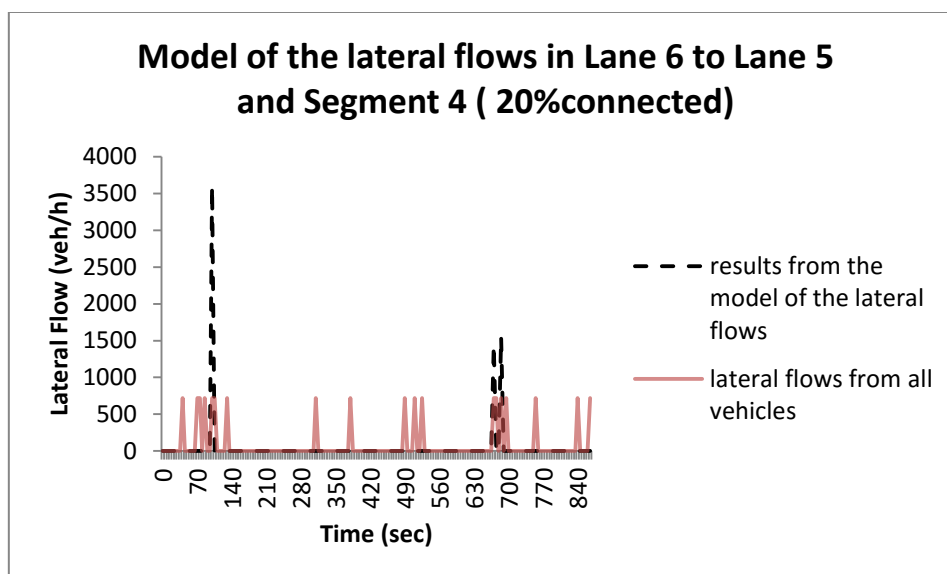 Model of the lateral flows in Lane 6 to Lane 5
and Segment 4 ( 20%connected)
4000
3500
3000
2500
2000
1500
1000
500
0
Lateral Flow (veh/h)
0
70
140
210
280
350
420
490
560
630
700
770
840
Time (sec)
results from the
model of the lateral
flows
lateral flows from all
vehicles